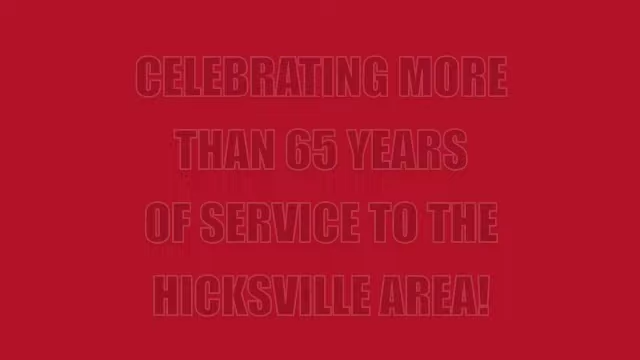 CELEBRATING MORE
THAN 65 YEARS
OF SERVICE TO THE
HICKSVILLE AREA!